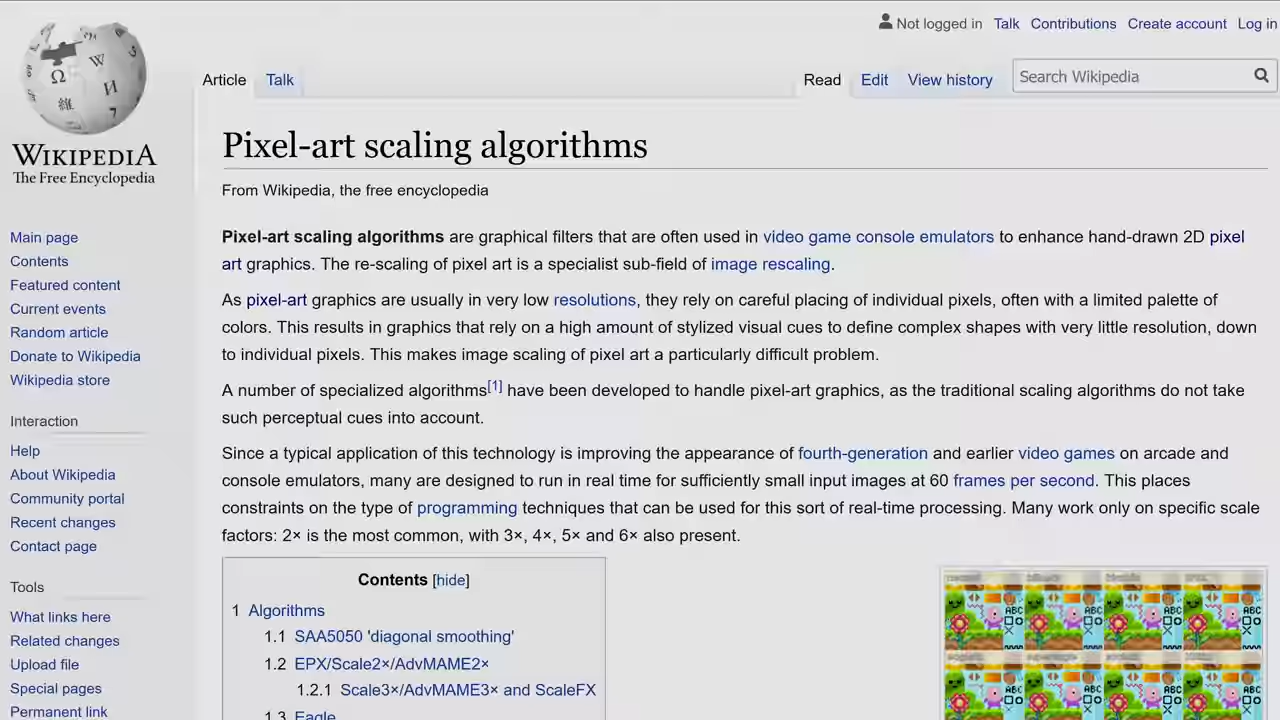 Not logged in Talk Contributions Create account Log in
Article Talk Read Edit View history Search Wikipedia
Ω W И 維 7
WIKIPEDIA
The Free Encyclopedia
Pixel-art scaling algorithms
From Wikipedia, the free encyclopedia
Pixel-art scaling algorithms are graphical filters that are often used in video game console emulators to enhance hand-drawn 2D pixel
art graphics. The re-scaling of pixel art is a specialist sub-field of image rescaling.
As pixel-art graphics are usually in very low resolutions, they rely on careful placing of individual pixels, often with a limited palette of
colors. This results in graphics that rely on a high amount of stylized visual cues to define complex shapes with very little resolution, down
to individual pixels. This makes image scaling of pixel art a particularly difficult problem.
A number of specialized algorithms[1] have been developed to handle pixel-art graphics, as the traditional scaling algorithms do not take
such perceptual cues into account.
Since a typical application of this technology is improving the appearance of fourth-generation and earlier video games on arcade and
console emulators, many are designed to run in real time for sufficiently small input images at 60 frames per second. This places
constraints on the type of programming techniques that can be used for this sort of real-time processing. Many work only on specific scale
factors: 2× is the most common, with 3×, 4×, 5× and 6× also present.
Contents [hide]
1 Algorithms
1.1 SAA5050 'diagonal smoothing'
1.2 EPX/Scale2×/AdvMAME2×
1.2.1 Scale3×/AdvMAME3× and ScaleFX
1.3 Eagle
Main page
Contents
Featured content
Current events
Random article
Donate to Wikipedia
Wikipedia store
Interaction
Help
About Wikipedia
Community portal
Recent changes
Contact page
Tools
What links here
Related changes
Upload file
Special pages
Permanent link
ABC ABC ABC ABC
ABC ABC ABC ABC